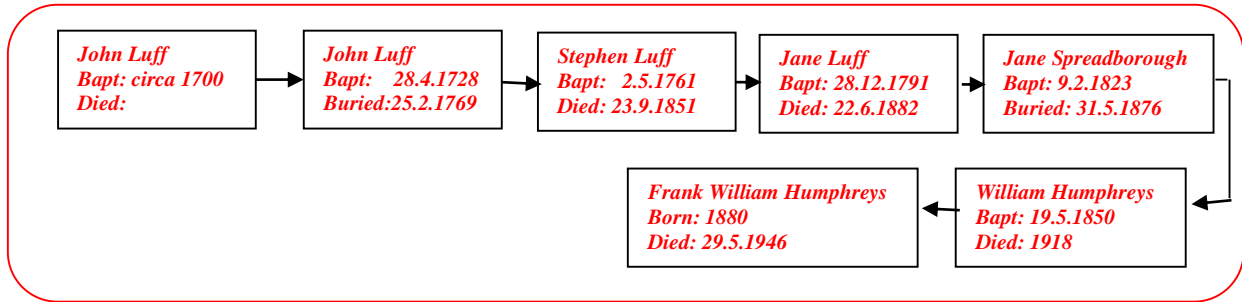 John Luff
Bapt: circa 1700
Died:
John Luff
Bapt: 28.4.1728
Buried:25.2.1769
Stephen Luff
Bapt: 2.5.1761
Died: 23.9.1851
Jane Luff
Bapt: 28.12.1791
Died: 22.6.1882
Jane Spreadborough
Bapt: 9.2.1823
Buried: 31.5.1876
Frank William Humphreys
Born: 1880
Died: 29.5.1946
William Humphreys
Bapt: 19.5.1850
Died: 1918